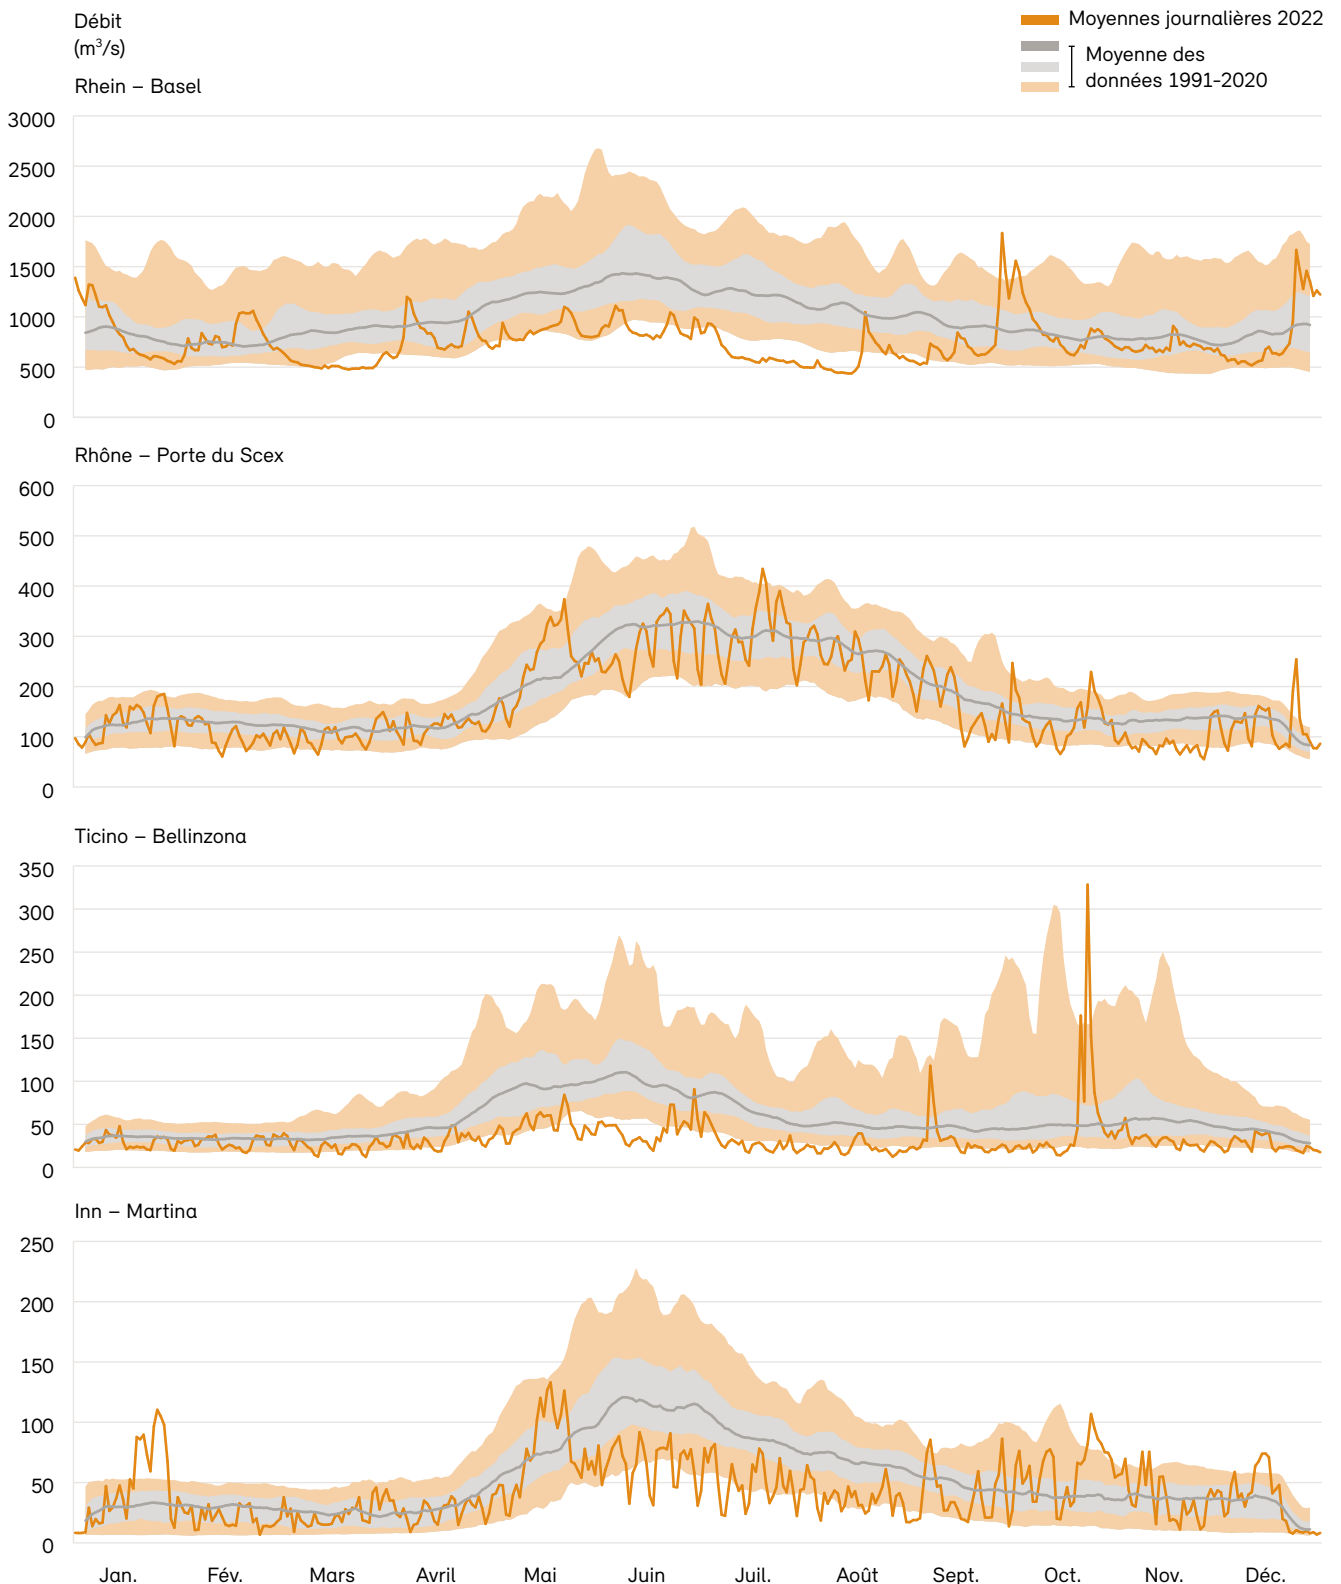 Débit
(m³/s)
Moyennes journalières 2022
Moyenne des
données 1991-2020
Rhein – Basel
3000
2500
2000
1500
1000
500
0
Rhône – Porte du Scex
600
500
400
300
200
100
0
Ticino – Bellinzona
350
300
250
200
150
100
50
0
Inn – Martina
250
200
150
100
50
0
Jan. Fév. Mars Avril Mai Juin Juil. Août Sept. Oct. Nov. Déc.